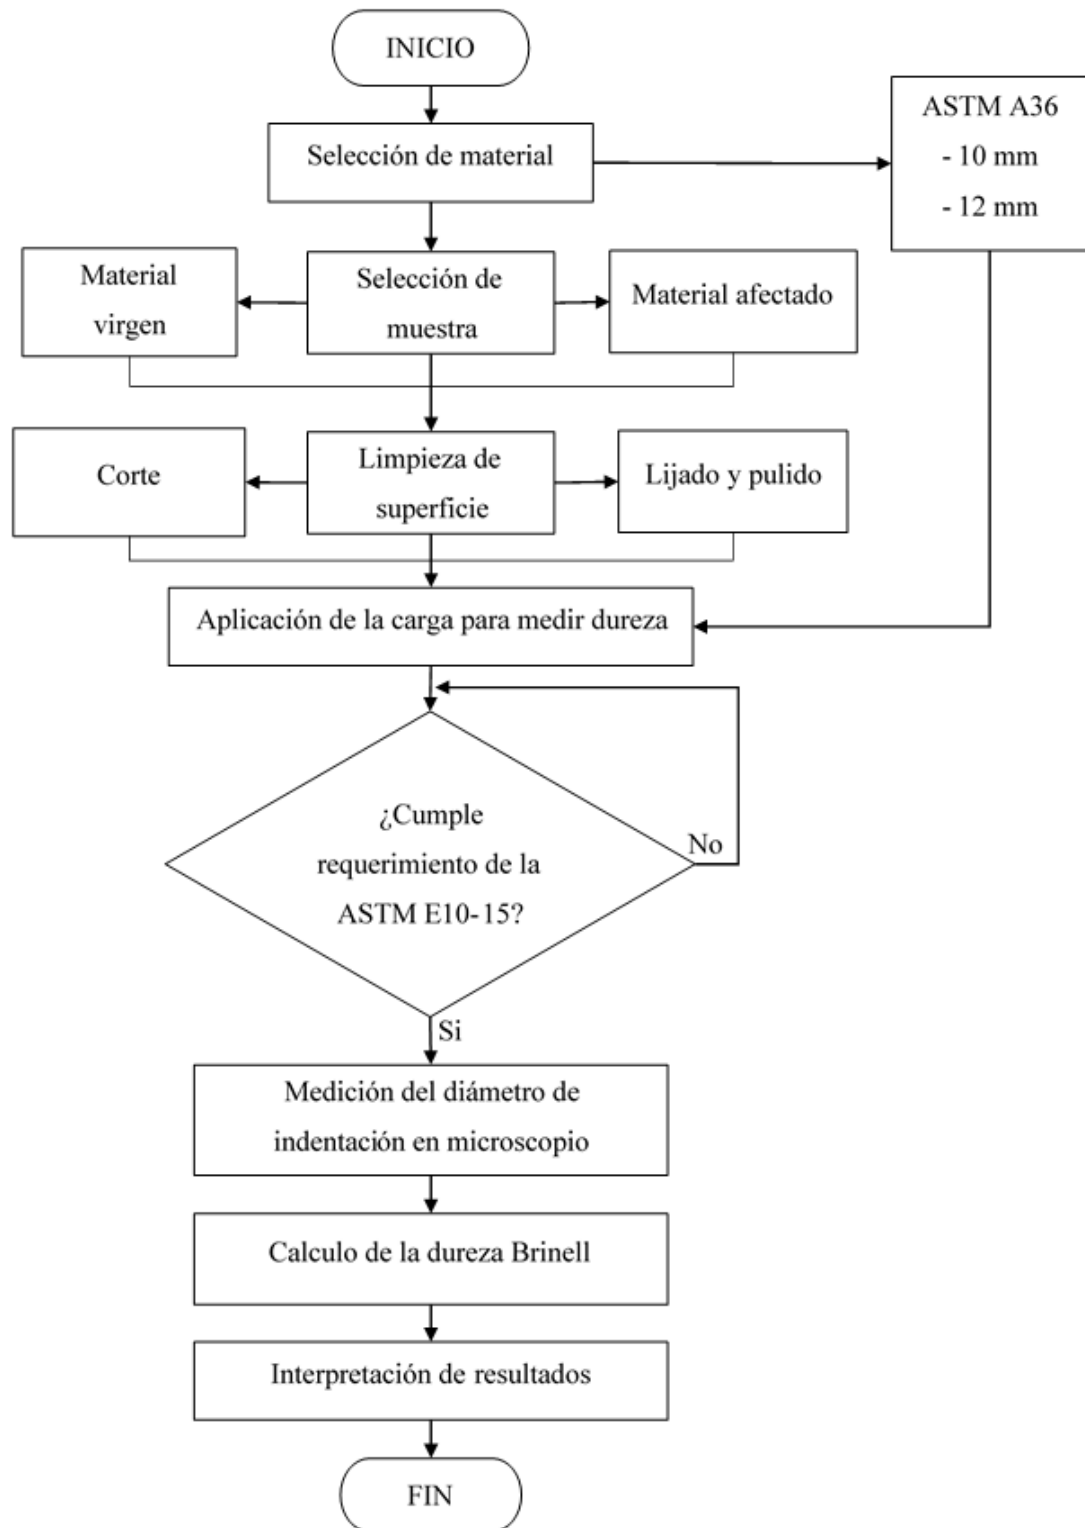 INICIO
ASTM A36
- 10 mm
- 12 mm
Selección de material
Material
virgen
Selección de
muestra
Material afectado
Corte
Limpieza de
superficie
Lijado y pulido
Aplicación de la carga para medir dureza
¿Cumple
requerimiento de la
ASTM E10-15?
No
Si
Medición del diámetro de
indentación en microscopio
Calculo de la dureza Brinell
Interpretación de resultados
FIN